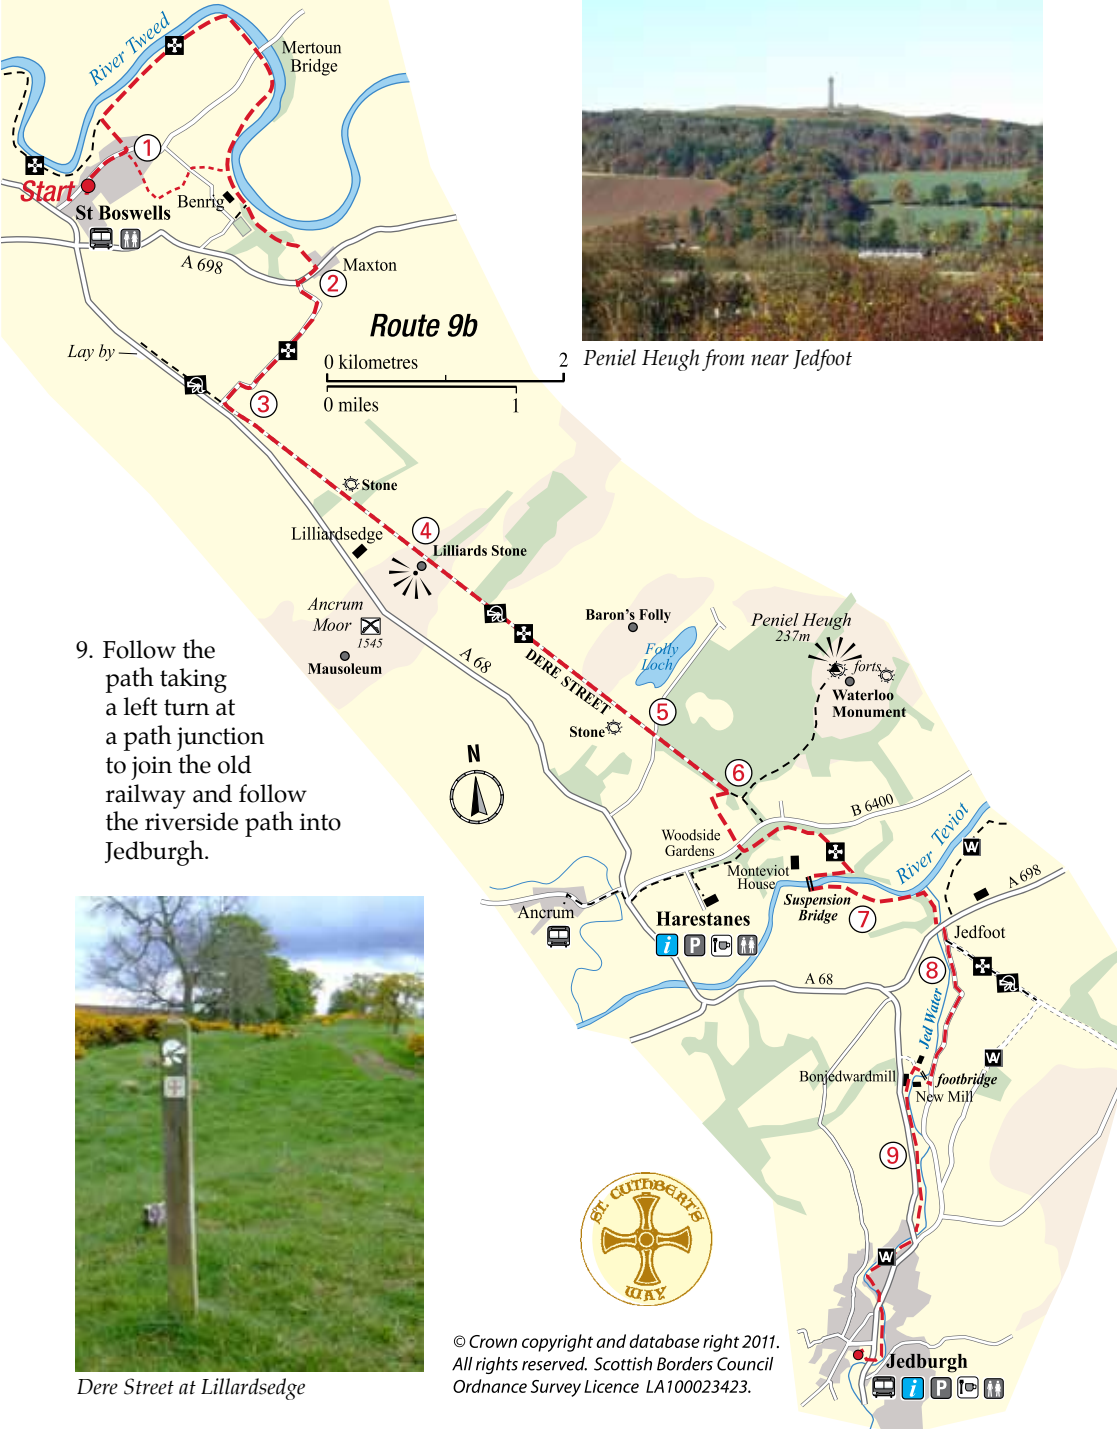 River Tweed
Mertoun
Bridge
1
Start
St Boswells
Benrig
A 698
Maxton
2
Route 9b
0 kilometres 2
0 miles 1
Lay by
3
Peniel Heugh from near Jedfoot
Stone
4
Lilliardsedge
Lilliards Stone
Ancrum
Moor
1545
Mausoleum
A 68
DERE STREET
Baron's Folly
Folly
Loch
Peniel Heugh
237m
forts
Waterloo
Monument
5
Stone
6
N
9. Follow the
path taking
a left turn at
a path junction
to join the old
railway and follow
the riverside path into
Jedburgh.
B 6400
Woodside
Gardens
River Teviot
W
Monteviot
House
Suspension
Bridge
7
A 698
Ancrum
Harestanes
i P
Jedfoot
8
A 68
Jed Water
W
Bonjedwardmill
footbridge
New Mill
9
ST. CUTHBERT'S
WAY
W
© Crown copyright and database right 2011.
All rights reserved. Scottish Borders Council
Ordnance Survey Licence LA100023423.
Jedburgh
i P
Dere Street at Lillardsedge